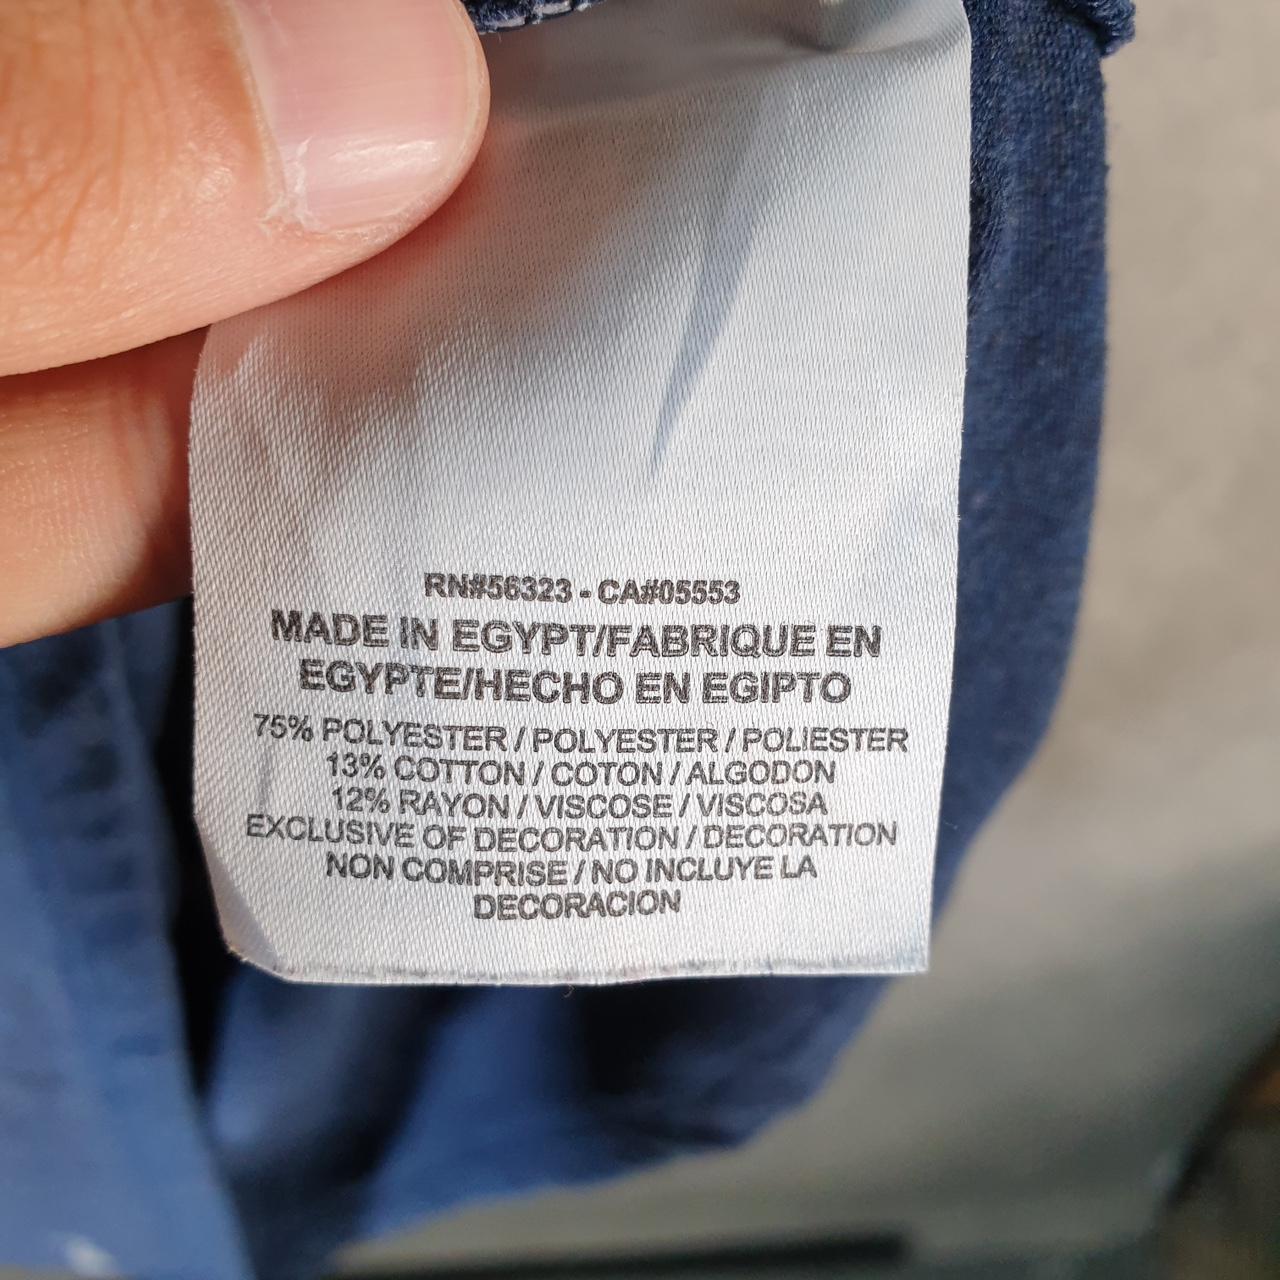 RN#56323 - CA#05553
MADE IN EGYPT/FABRIQUE EN
EGYPTE/HECHO EN EGIPTO
75% POLYESTER / POLYESTER / POLIESTER
13% COTTON / COTON / ALGODON
12% RAYON / VISCOSE / VISCOSA
EXCLUSIVE OF DECORATION / DECORATION
NON COMPRISE / NO INCLUYE LA
DECORACION